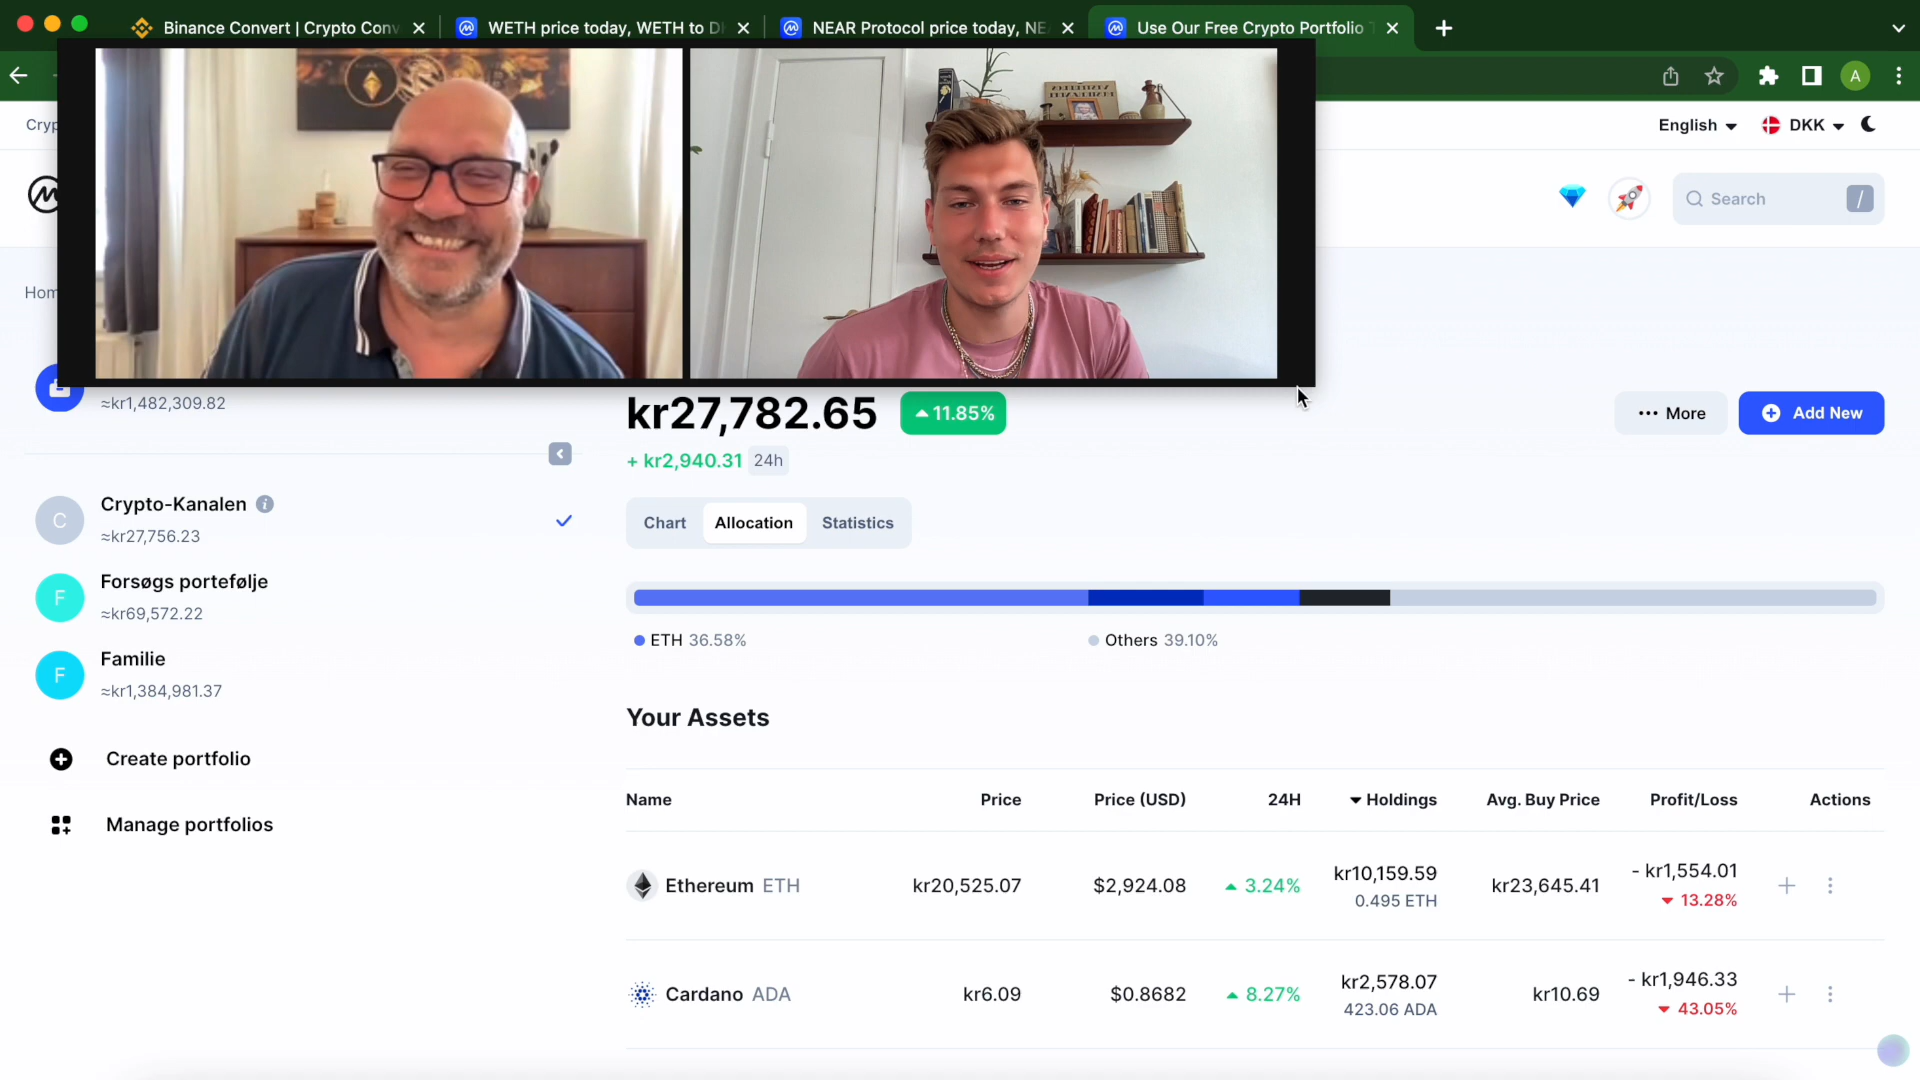 Binance Convert | Crypto Conv
WETH price today, WETH to D
NEAR Protocol price today, NE
Use Our Free Crypto Portfolio T
A
Cryp
English
DKK
Search
/
Hom
≈kr1,482,309.82
kr27,782.65
11.85%
More
Add New
+ kr2,940.31 24h
Crypto-Kanalen
≈kr27,756.23
C
Chart Allocation Statistics
Forsøgs portefølje
≈kr69,572.22
F
ETH 36.58%
Others 39.10%
Familie
≈kr1,384,981.37
F
Your Assets
Create portfolio
Manage portfolios
Name Price Price (USD) 24H Holdings Avg. Buy Price Profit/Loss Actions
Ethereum ETH kr20,525.07 $2,924.08 3.24% kr10,159.59 kr23,645.41 - kr1,554.01
0.495 ETH 13.28%
Cardano ADA kr6.09 $0.8682 8.27% kr2,578.07 kr10.69 - kr1,946.33
423.06 ADA 43.05%